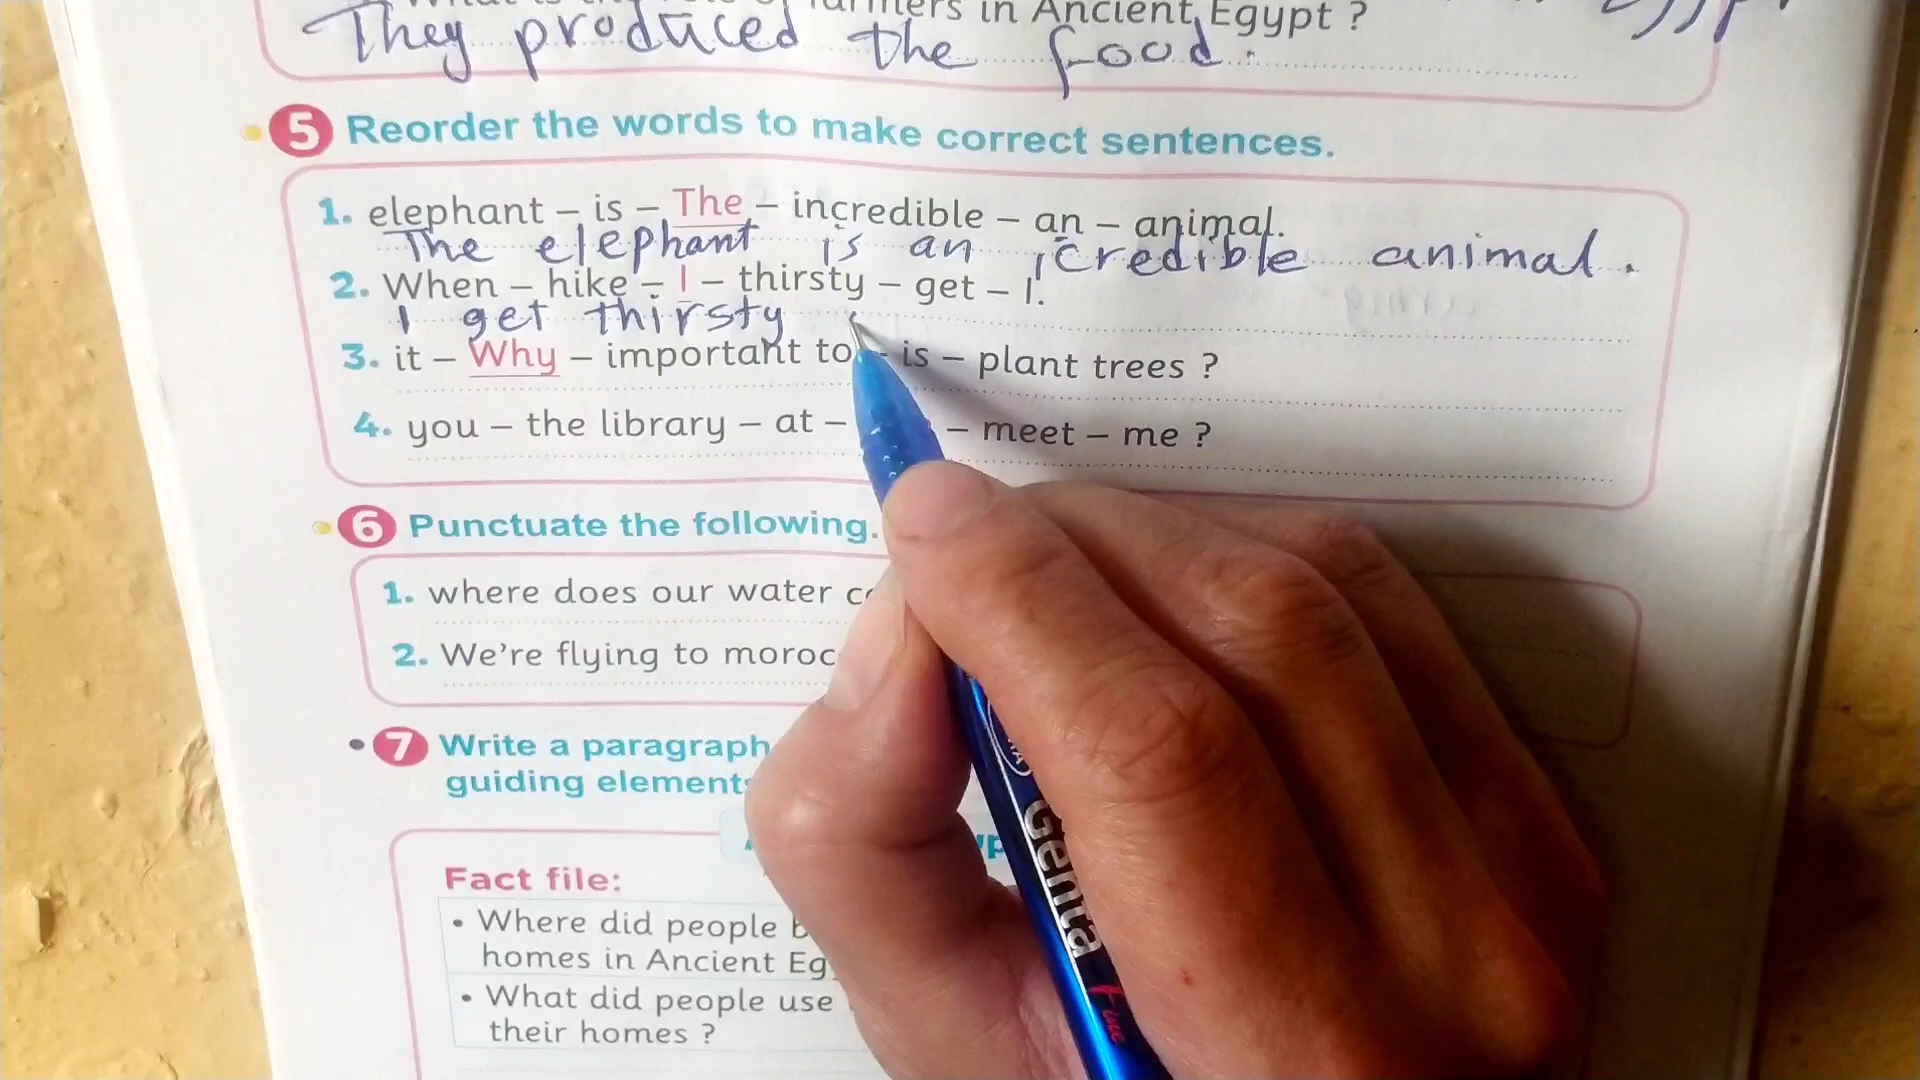 in Ancient Egypt ?
They produced the food.
5 Reorder the words to make correct sentences.
1. elephant – is – The – incredible – an – animal.
The elephant is an icredible animal.
2. When – hike – I – thirsty – get – I.
I get thirsty
3. it – Why – important to – is – plant trees ?
4. you – the library – at – – meet – me ?
6 Punctuate the following.
1. where does our water
2. We're flying to
7 Write a paragraph
guiding
Fact file:
• Where did people
homes in Ancient
• What did people use
their homes ?
Genta
Fine